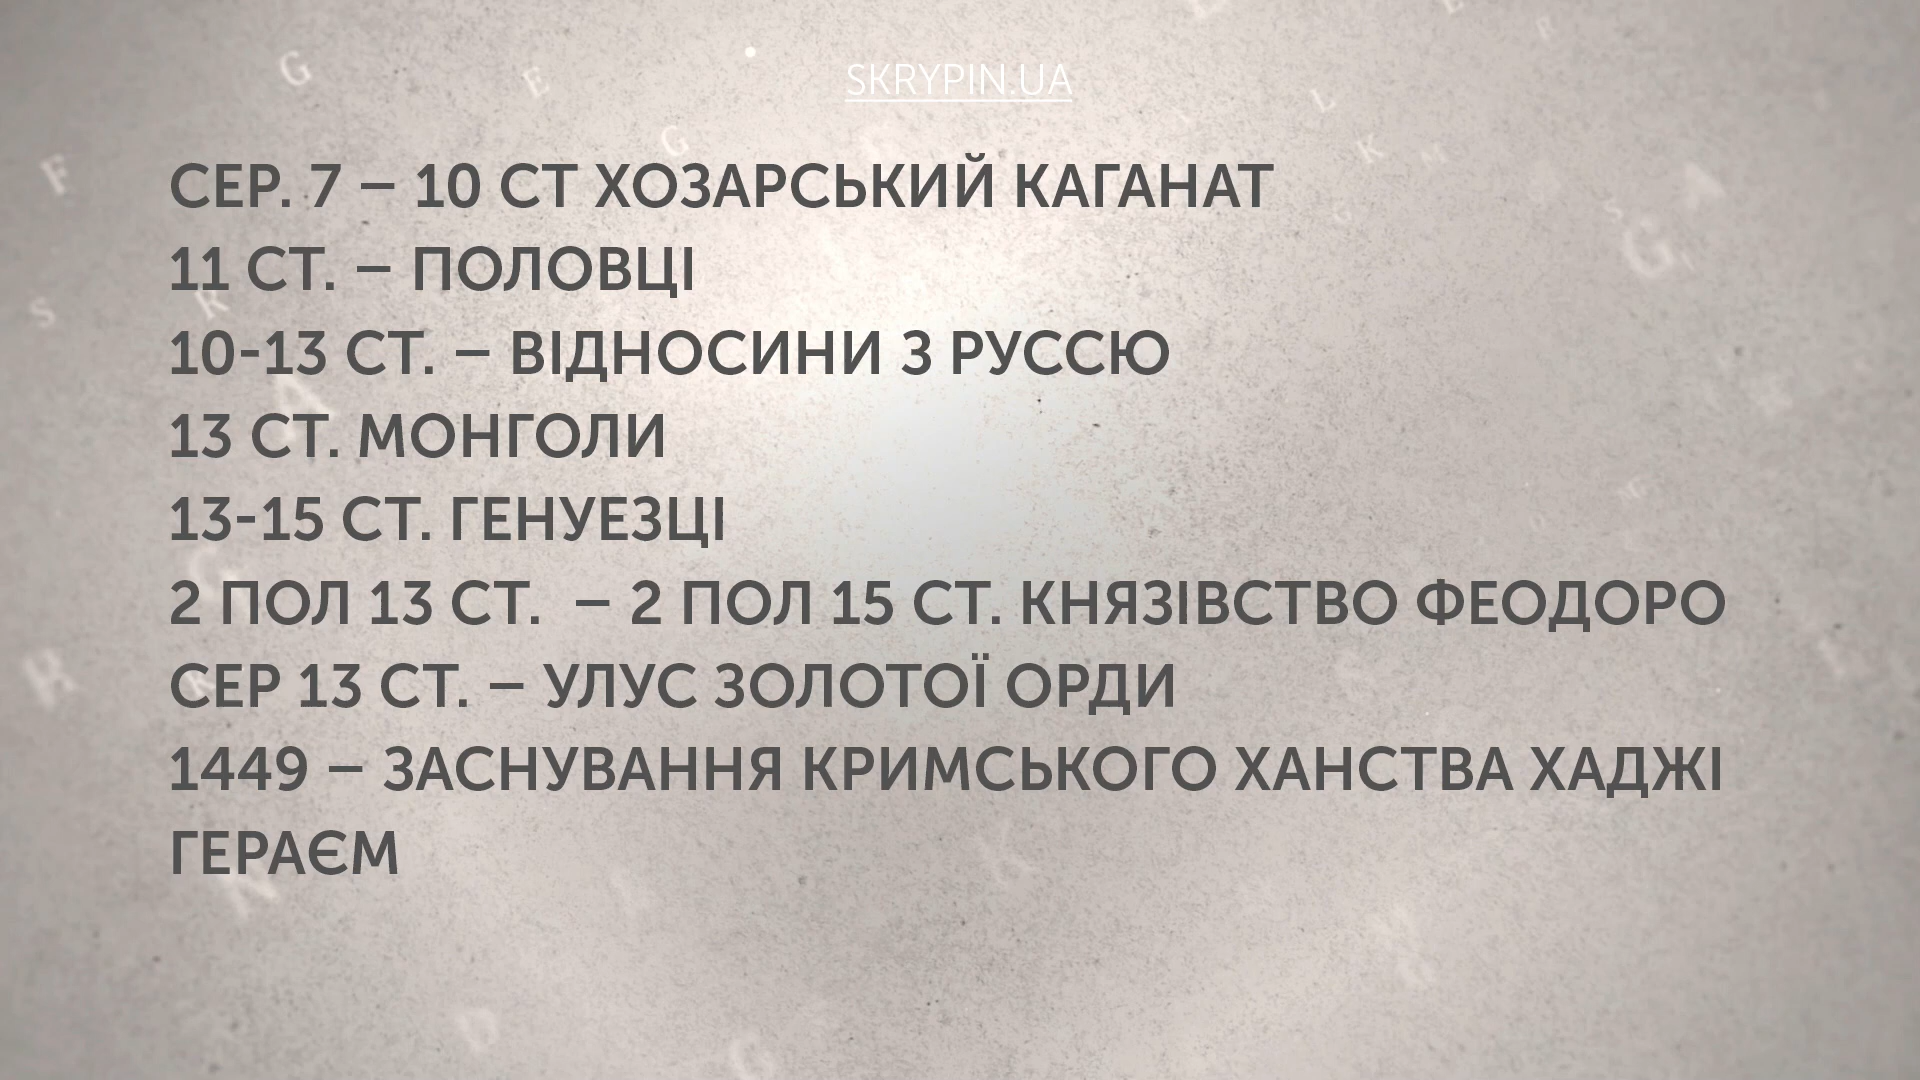 SKRYPIN.UA
СЕР. 7 – 10 СТ ХОЗАРСЬКИЙ КАГАНАТ
11 СТ. – ПОЛОВЦІ
10-13 СТ. – ВІДНОСИНИ З РУССЮ
13 СТ. МОНГОЛИ
13-15 СТ. ГЕНУЕЗЦІ
2 ПОЛ 13 СТ. – 2 ПОЛ 15 СТ. КНЯЗІВСТВО ФЕОДОРО
СЕР 13 СТ. – УЛУС ЗОЛОТОЇ ОРДИ
1449 – ЗАСНУВАННЯ КРИМСЬКОГО ХАНСТВА ХАДЖІ
ГЕРАЄМ